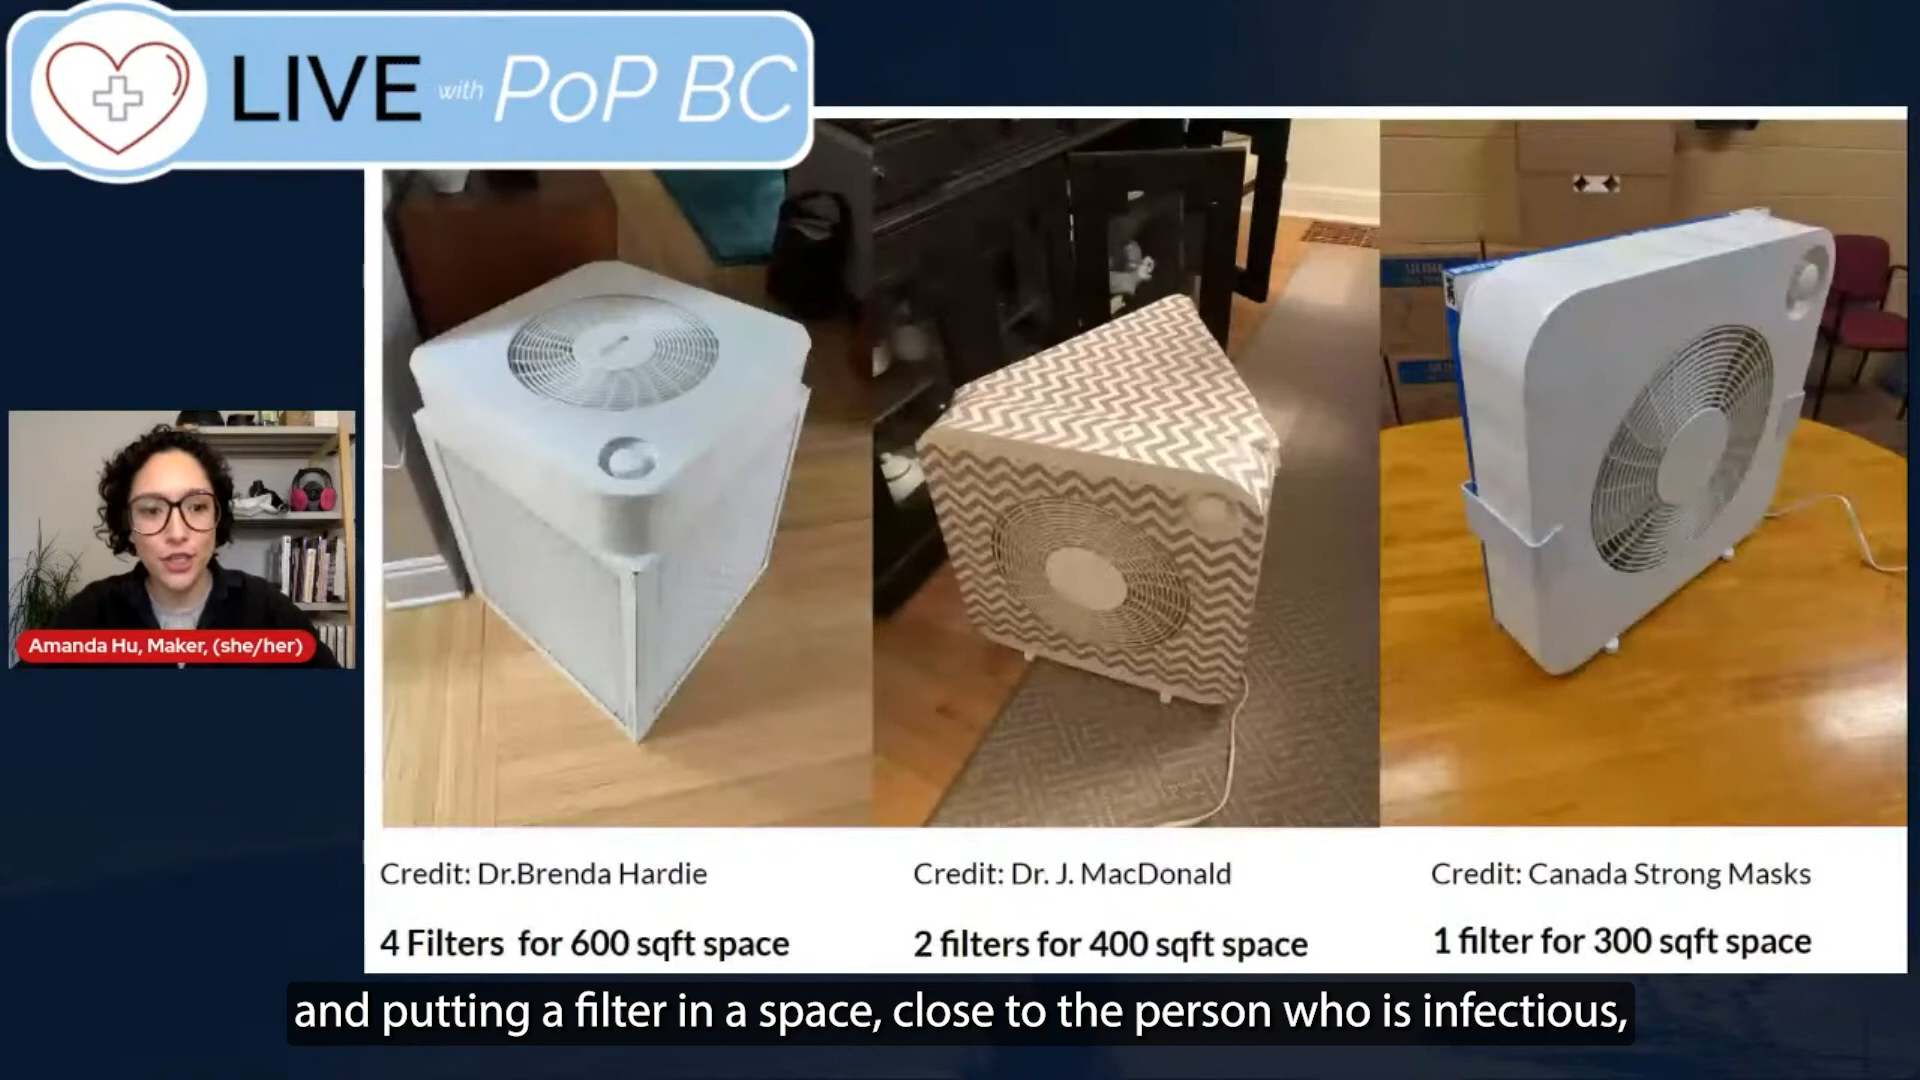 LIVE with PoP BC
Amanda Hu, Maker, (she/her)
Credit: Dr.Brenda Hardie
4 Filters for 600 sqft space
Credit: Dr. J. MacDonald
2 filters for 400 sqft space
Credit: Canada Strong Masks
1 filter for 300 sqft space
and putting a filter in a space, close to the person who is infectious,